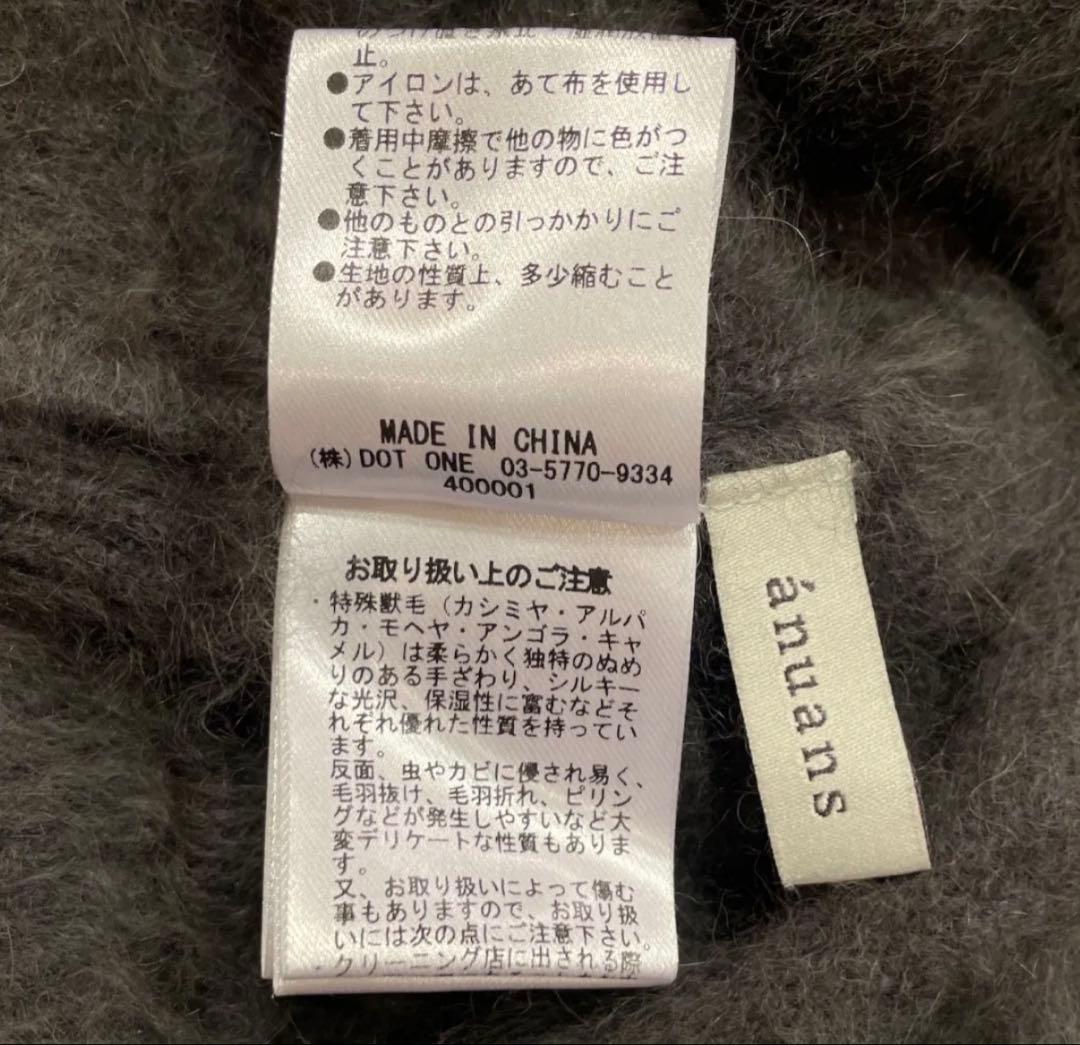 止。
●アイロンは、あて布を使用し
て下さい。
●着用中摩擦で他の物に色がつ
くことがありますので、ご注
意下さい。
●他のものとの引っかかりにご
注意下さい。
●生地の性質上、多少縮むこと
があります。
MADE IN CHINA
(株)DOT ONE 03-5770-9334
400001
お取り扱い上のご注意
・特殊獣毛（カシミヤ・アルパ
カ・モヘヤ・アンゴラ・キャ
メル）は柔らかく独特のぬめ
りのある手ざわり、シルキー
な光沢、保湿性に富むなどそ
れぞれ優れた性質を持ってい
ます。
反面、虫やカビに侵され易く、
毛羽抜け、毛羽折れ、ピリン
グなどが発生しやすいなど大
変デリケートな性質もありま
す。
又、お取り扱いによって傷む
事もありますので、お取り扱
いには次の点にご注意下さい。
クリーニング店に出される際
ánuans